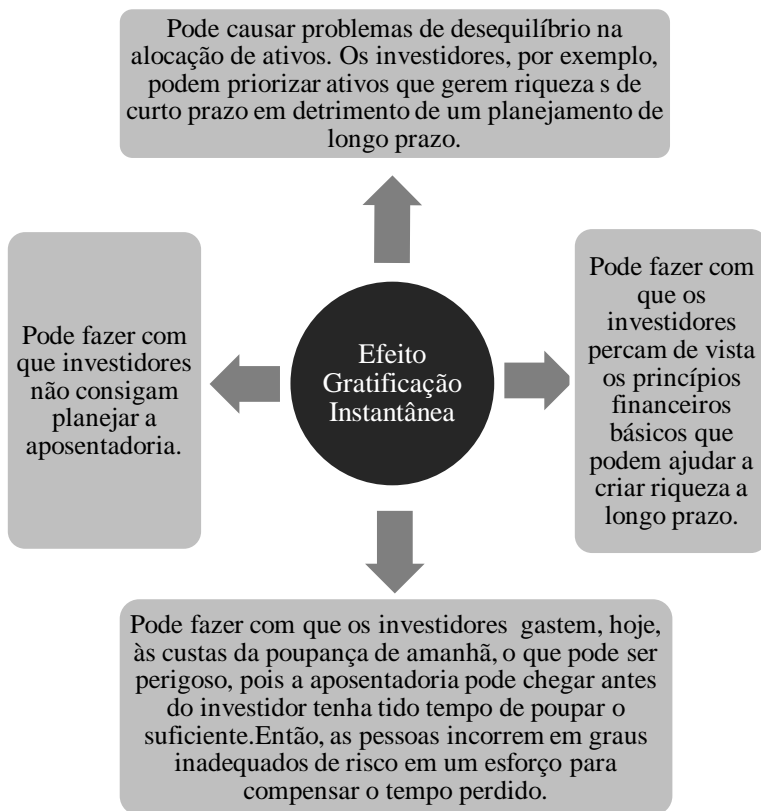 Pode causar problemas de desequilíbrio na
alocação de ativos. Os investidores, por exemplo,
podem priorizar ativos que gerem riqueza s de
curto prazo em detrimento de um planejamento de
longo prazo.
Pode fazer com
que investidores
não consigam
planejar a
aposentadoria.
Efeito
Gratificação
Instantânea
Pode fazer com
que os
investidores
percam de vista
os princípios
financeiros
básicos que
podem ajudar a
criar riqueza a
longo prazo.
Pode fazer com que os investidores gastem, hoje,
às custas da poupança de amanhã, o que pode ser
perigoso, pois a aposentadoria pode chegar antes
do investidor tenha tido tempo de poupar o
suficiente.Então, as pessoas incorrem em graus
inadequados de risco em um esforço para
compensar o tempo perdido.